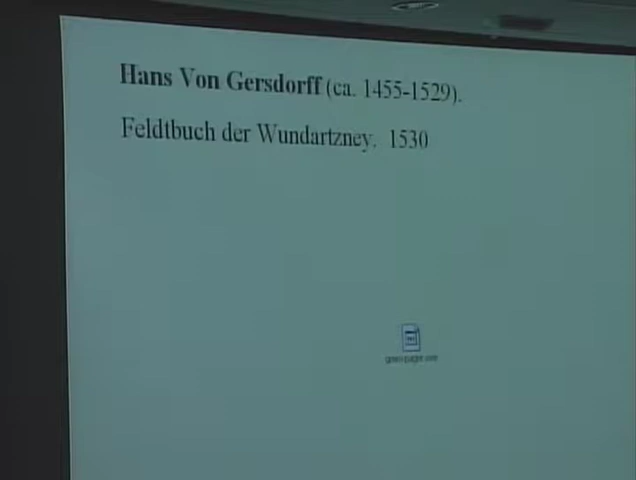 Hans Von Gersdorff (ca. 1455-1529).
Feldtbuch der Wundartzney. 1530